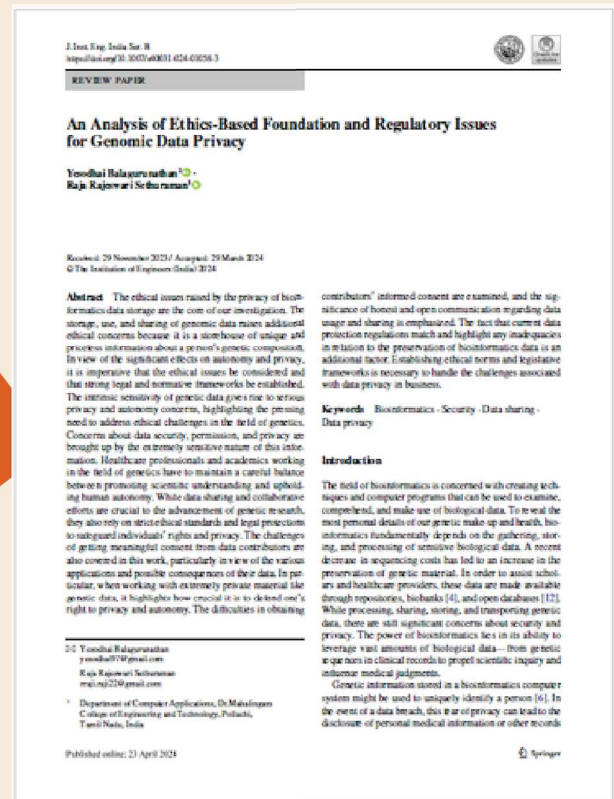 J. Inst. Eng. India Ser. B
REVIEW PAPER
An Analysis of Ethics-Based Foundation and Regulatory Issues
for Genomic Data Privacy
Yesodhai Balagurunathan
Raja Rajeswari Sethuraman
Received: 29 November 2023 / Accepted: 29 March 2024
© The Institution of Engineers (India) 2024
Abstract The ethical issues raised by the privacy of bioin-
formatics data storage are the core of our investigation. The
storage, use, and sharing of genomic data raises additional
ethical concerns because it is a storehouse of unique and
priceless information about a person's genetic composition.
In view of the significant effects on autonomy and privacy,
it is imperative that the ethical issues be considered and
that strong legal and normative frameworks be established.
The intrinsic sensitivity of genetic data gives rise to serious
privacy and autonomy concerns, highlighting the pressing
need to address ethical challenges in the field of genetics.
Concerns about data security, permission, and privacy are
brought up by the extremely sensitive nature of this infor-
mation. Healthcare professionals and academics working
in the field of genetics have to maintain a careful balance
between promoting scientific understanding and uphold-
ing human autonomy. While data sharing and collaborative
efforts are crucial to the advancement of genetic research,
they also rely on strict ethical standards and legal protections
to safeguard individuals' rights and privacy. The challenges
of getting meaningful consent from data contributors are
also covered in this work, particularly in view of the various
applications and possible consequences of their data. In par-
ticular, when working with extremely private material like
genetic data, it highlights how crucial it is to defend one's
right to privacy and autonomy. The difficulties in obtaining
Yesodhai Balagurunathan
Raja Rajeswari Sethuraman
1 Department of Computer Applications, Dr. Mahalingam
College of Engineering and Technology, Pollachi,
Tamil Nadu, India
contributors' informed consent are examined, and the sig-
nificance of honest and open communication regarding data
usage and sharing is emphasized. The fact that current data
protection regulations match and highlight any inadequacies
in relation to the preservation of bioinformatics data is an
additional factor. Establishing ethical norms and legislative
frameworks is necessary to handle the challenges associated
with data privacy in business.
Keywords Bioinformatics · Security · Data sharing ·
Data privacy
Introduction
The field of bioinformatics is concerned with creating tech-
niques and computer programs that can be used to examine,
comprehend, and make use of biological data. To reveal the
most personal details of our genetic make-up and health, bio-
informatics fundamentally depends on the gathering, stor-
ing, and processing of sensitive biological data. A recent
decrease in sequencing costs has led to an increase in the
preservation of genetic material. In order to assist schol-
ars and healthcare providers, these data are made available
through repositories, biobanks [4], and open databases [12].
While processing, sharing, storing, and transporting genetic
data, there are still significant concerns about security and
privacy. The power of bioinformatics lies in its ability to
leverage vast amounts of biological data—from genetic
sequences in clinical records to propel scientific inquiry and
influence medical judgments.
Genetic information stored in a bioinformatics computer
system might be used to uniquely identify a person [6]. In
the event of a data breach, this of privacy can lead to the
disclosure of personal medical information or other records
Published online: 23 April 2024
Springer